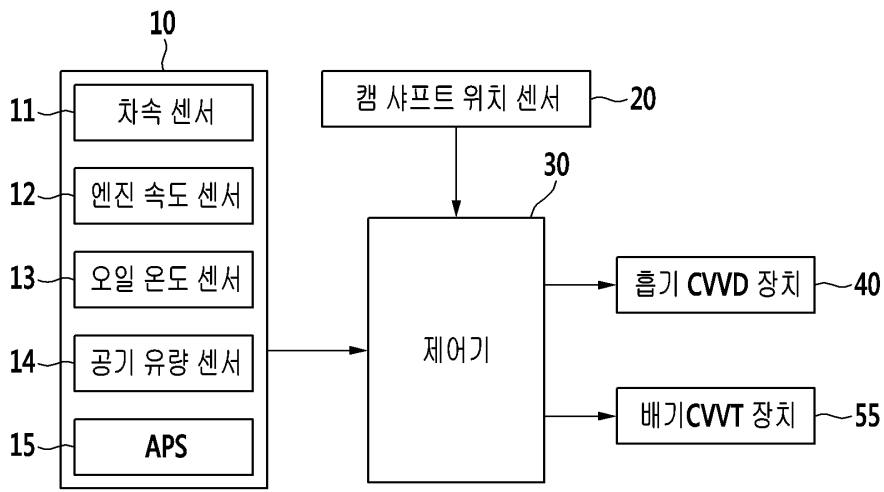 10
11
차속 센서
12
엔진 속도 센서
13
오일 온도 센서
14
공기 유량 센서
15
APS
캠 샤프트 위치 센서
20
30
제어기
흡기 CVVD 장치
40
배기CVVT 장치
55